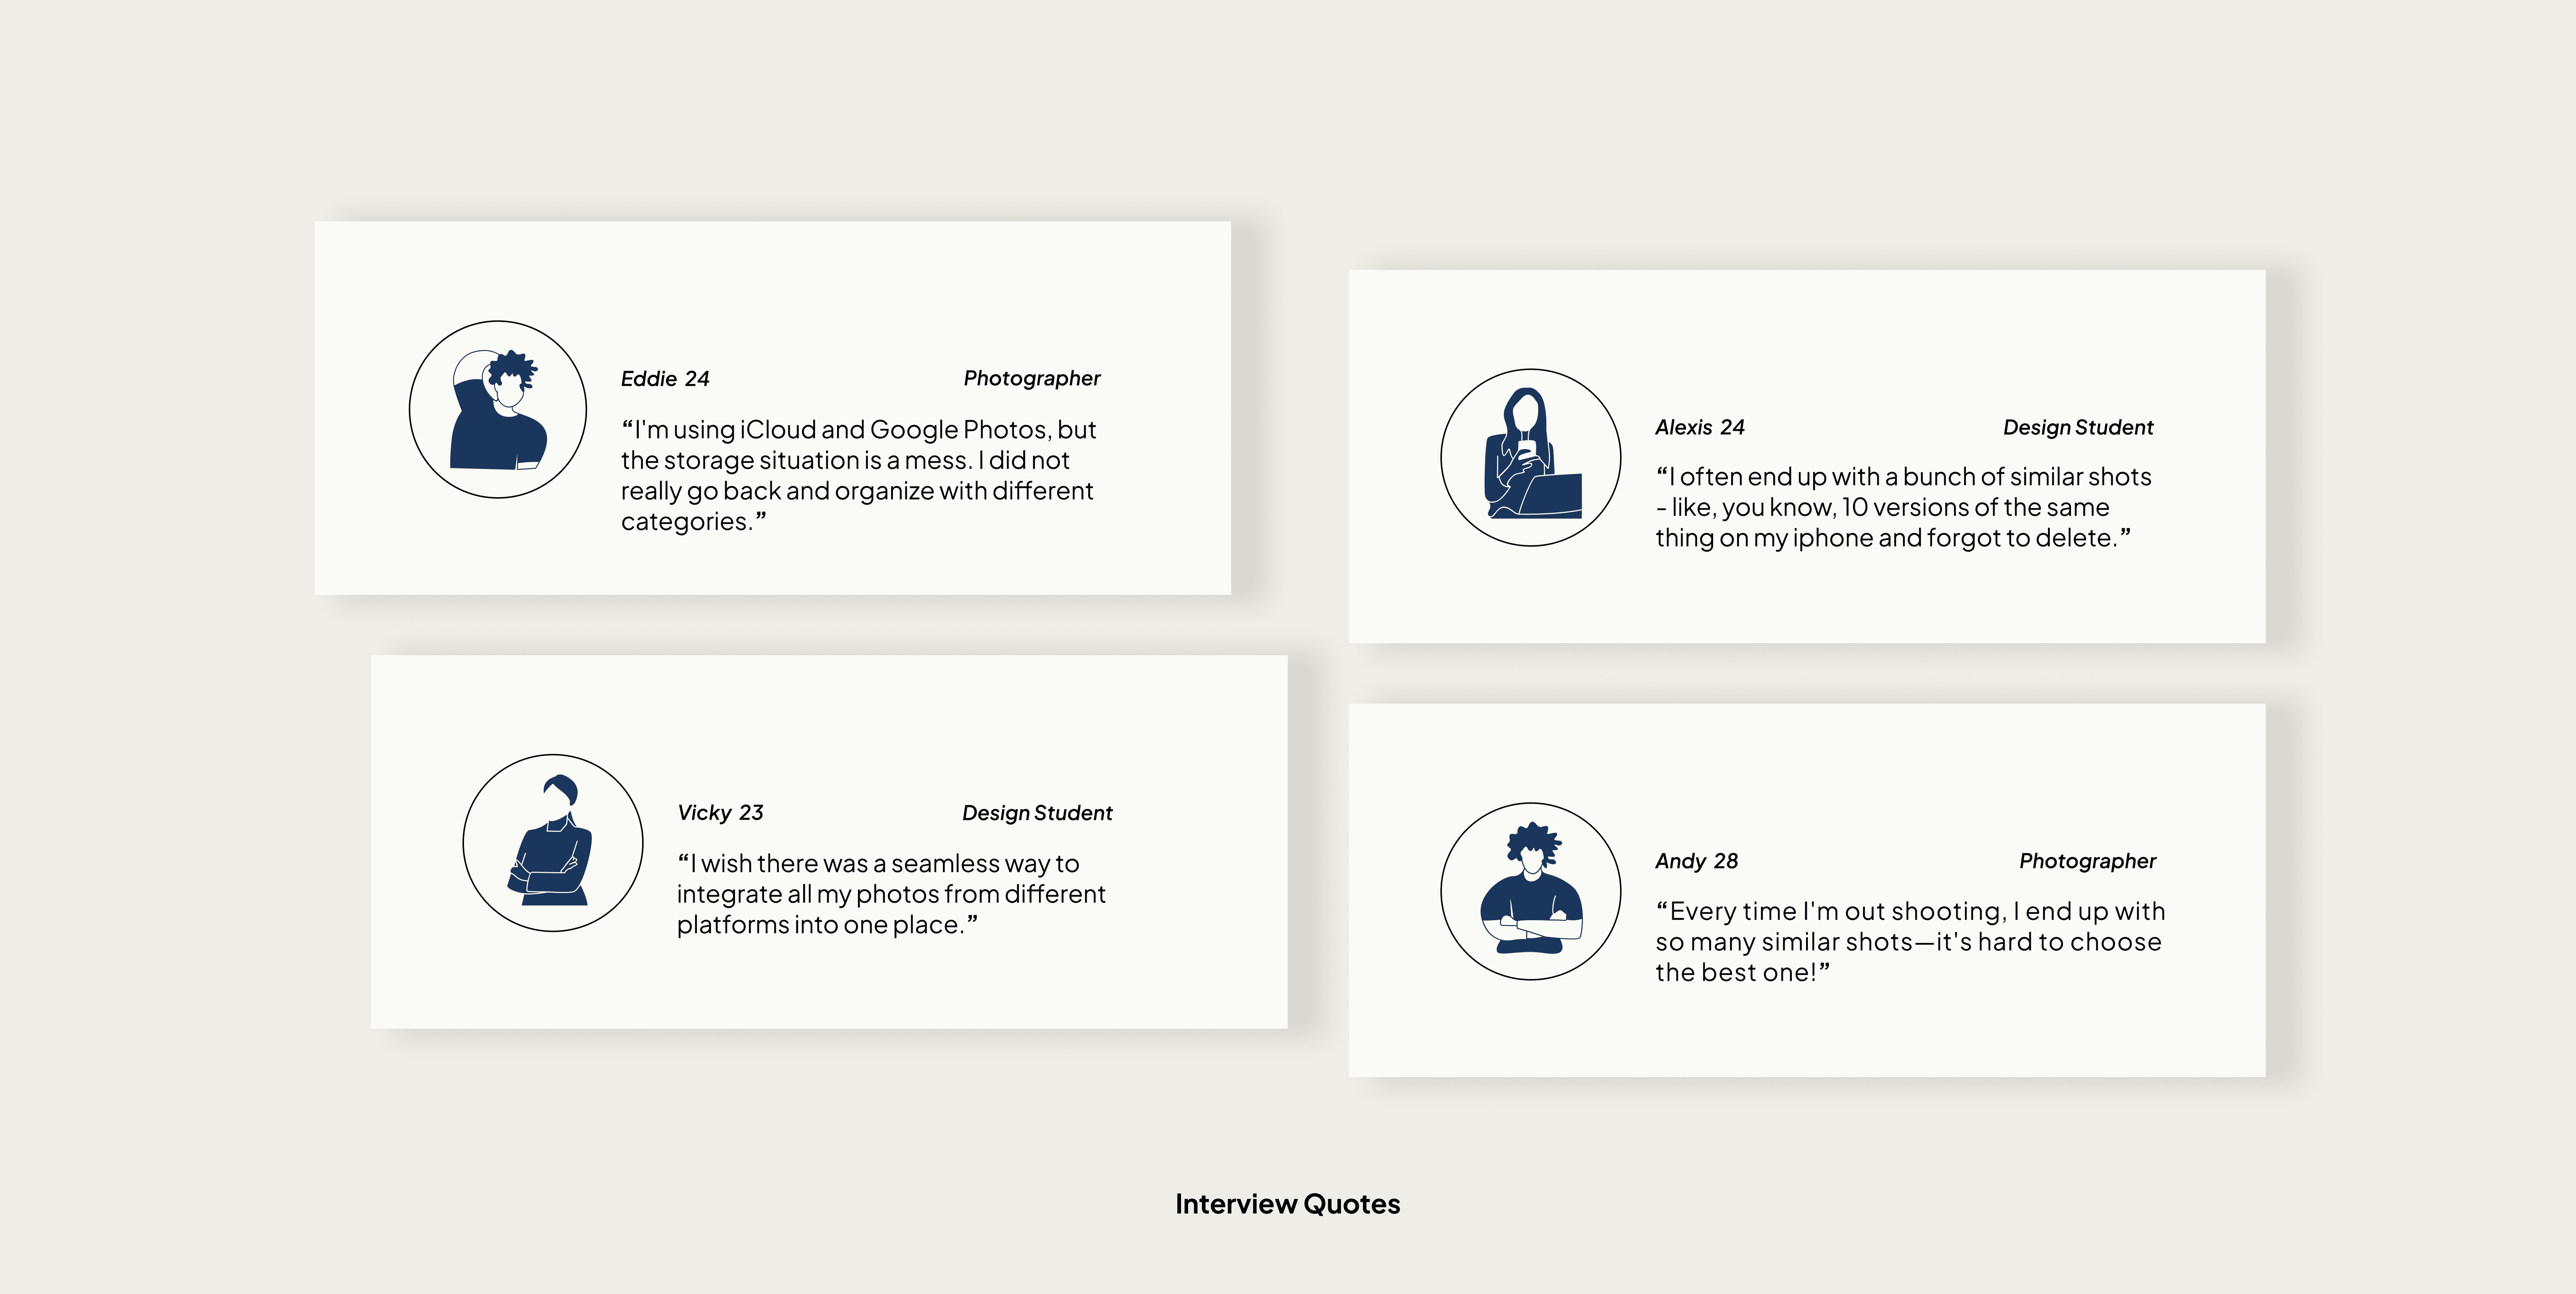 Eddie 24
Photographer
“I'm using iCloud and Google Photos, but
the storage situation is a mess. I did not
really go back and organize with different
categories.”
Alexis 24
Design Student
“I often end up with a bunch of similar shots
- like, you know, 10 versions of the same
thing on my iphone and forgot to delete.”
Vicky 23
Design Student
“I wish there was a seamless way to
integrate all my photos from different
platforms into one place.”
Andy 28
Photographer
“Every time I'm out shooting, I end up with
so many similar shots—it's hard to choose
the best one!”
Interview Quotes